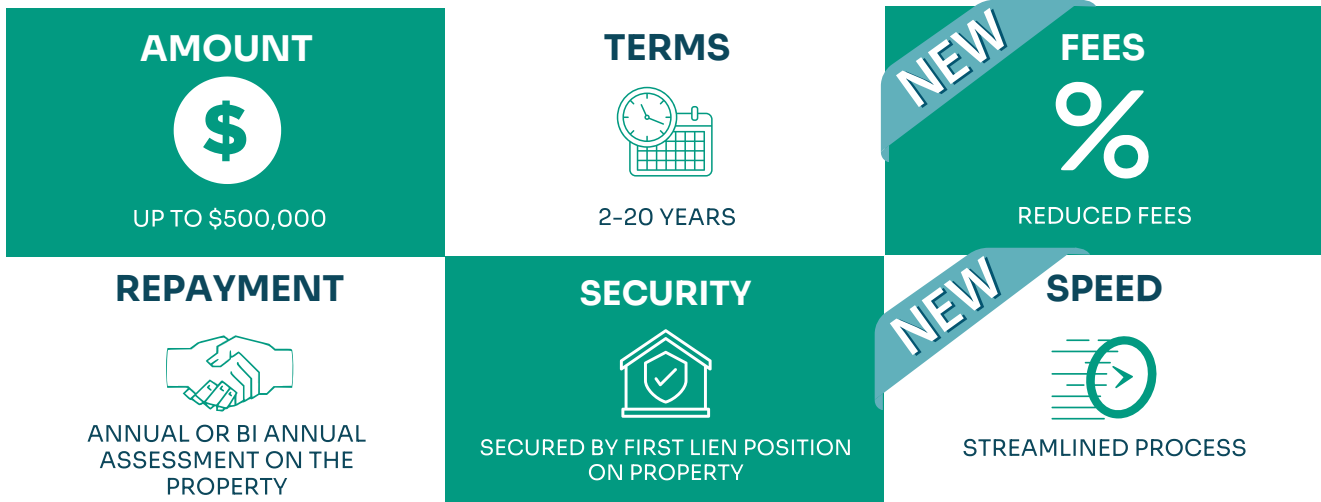 AMOUNT
$
UP TO $500,000
TERMS
2-20 YEARS
NEW
FEES
%
REDUCED FEES
REPAYMENT
ANNUAL OR BI ANNUAL
ASSESSMENT ON THE
PROPERTY
SECURITY
SECURED BY FIRST LIEN POSITION
ON PROPERTY
NEW
SPEED
STREAMLINED PROCESS